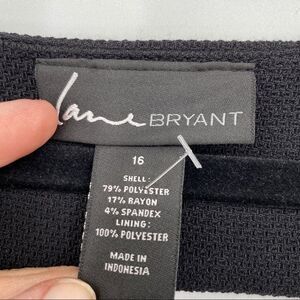 Lane BRYANT
16
SHELL:
79% POLYESTER
17% RAYON
4% SPANDEX
LINING:
100% POLYESTER
MADE IN
INDONESIA